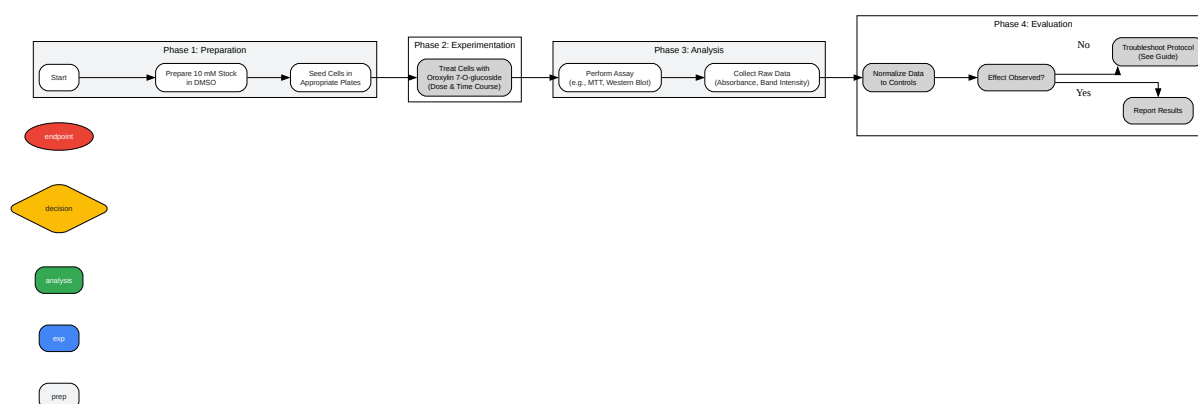 Phase 1: Preparation
Start
Prepare 10 mM Stock
in DMSO
Seed Cells in
Appropriate Plates
Phase 2: Experimentation
Treat Cells with
Oroxylin 7-O-glucoside
(Dose & Time Course)
Phase 3: Analysis
Perform Assay
(e.g., MTT, Western Blot)
Collect Raw Data
(Absorbance, Band Intensity)
Phase 4: Evaluation
Normalize Data
to Controls
Effect Observed?
No
Troubleshoot Protocol
(See Guide)
Yes
Report Results
endpoint
decision
analysis
exp
prep